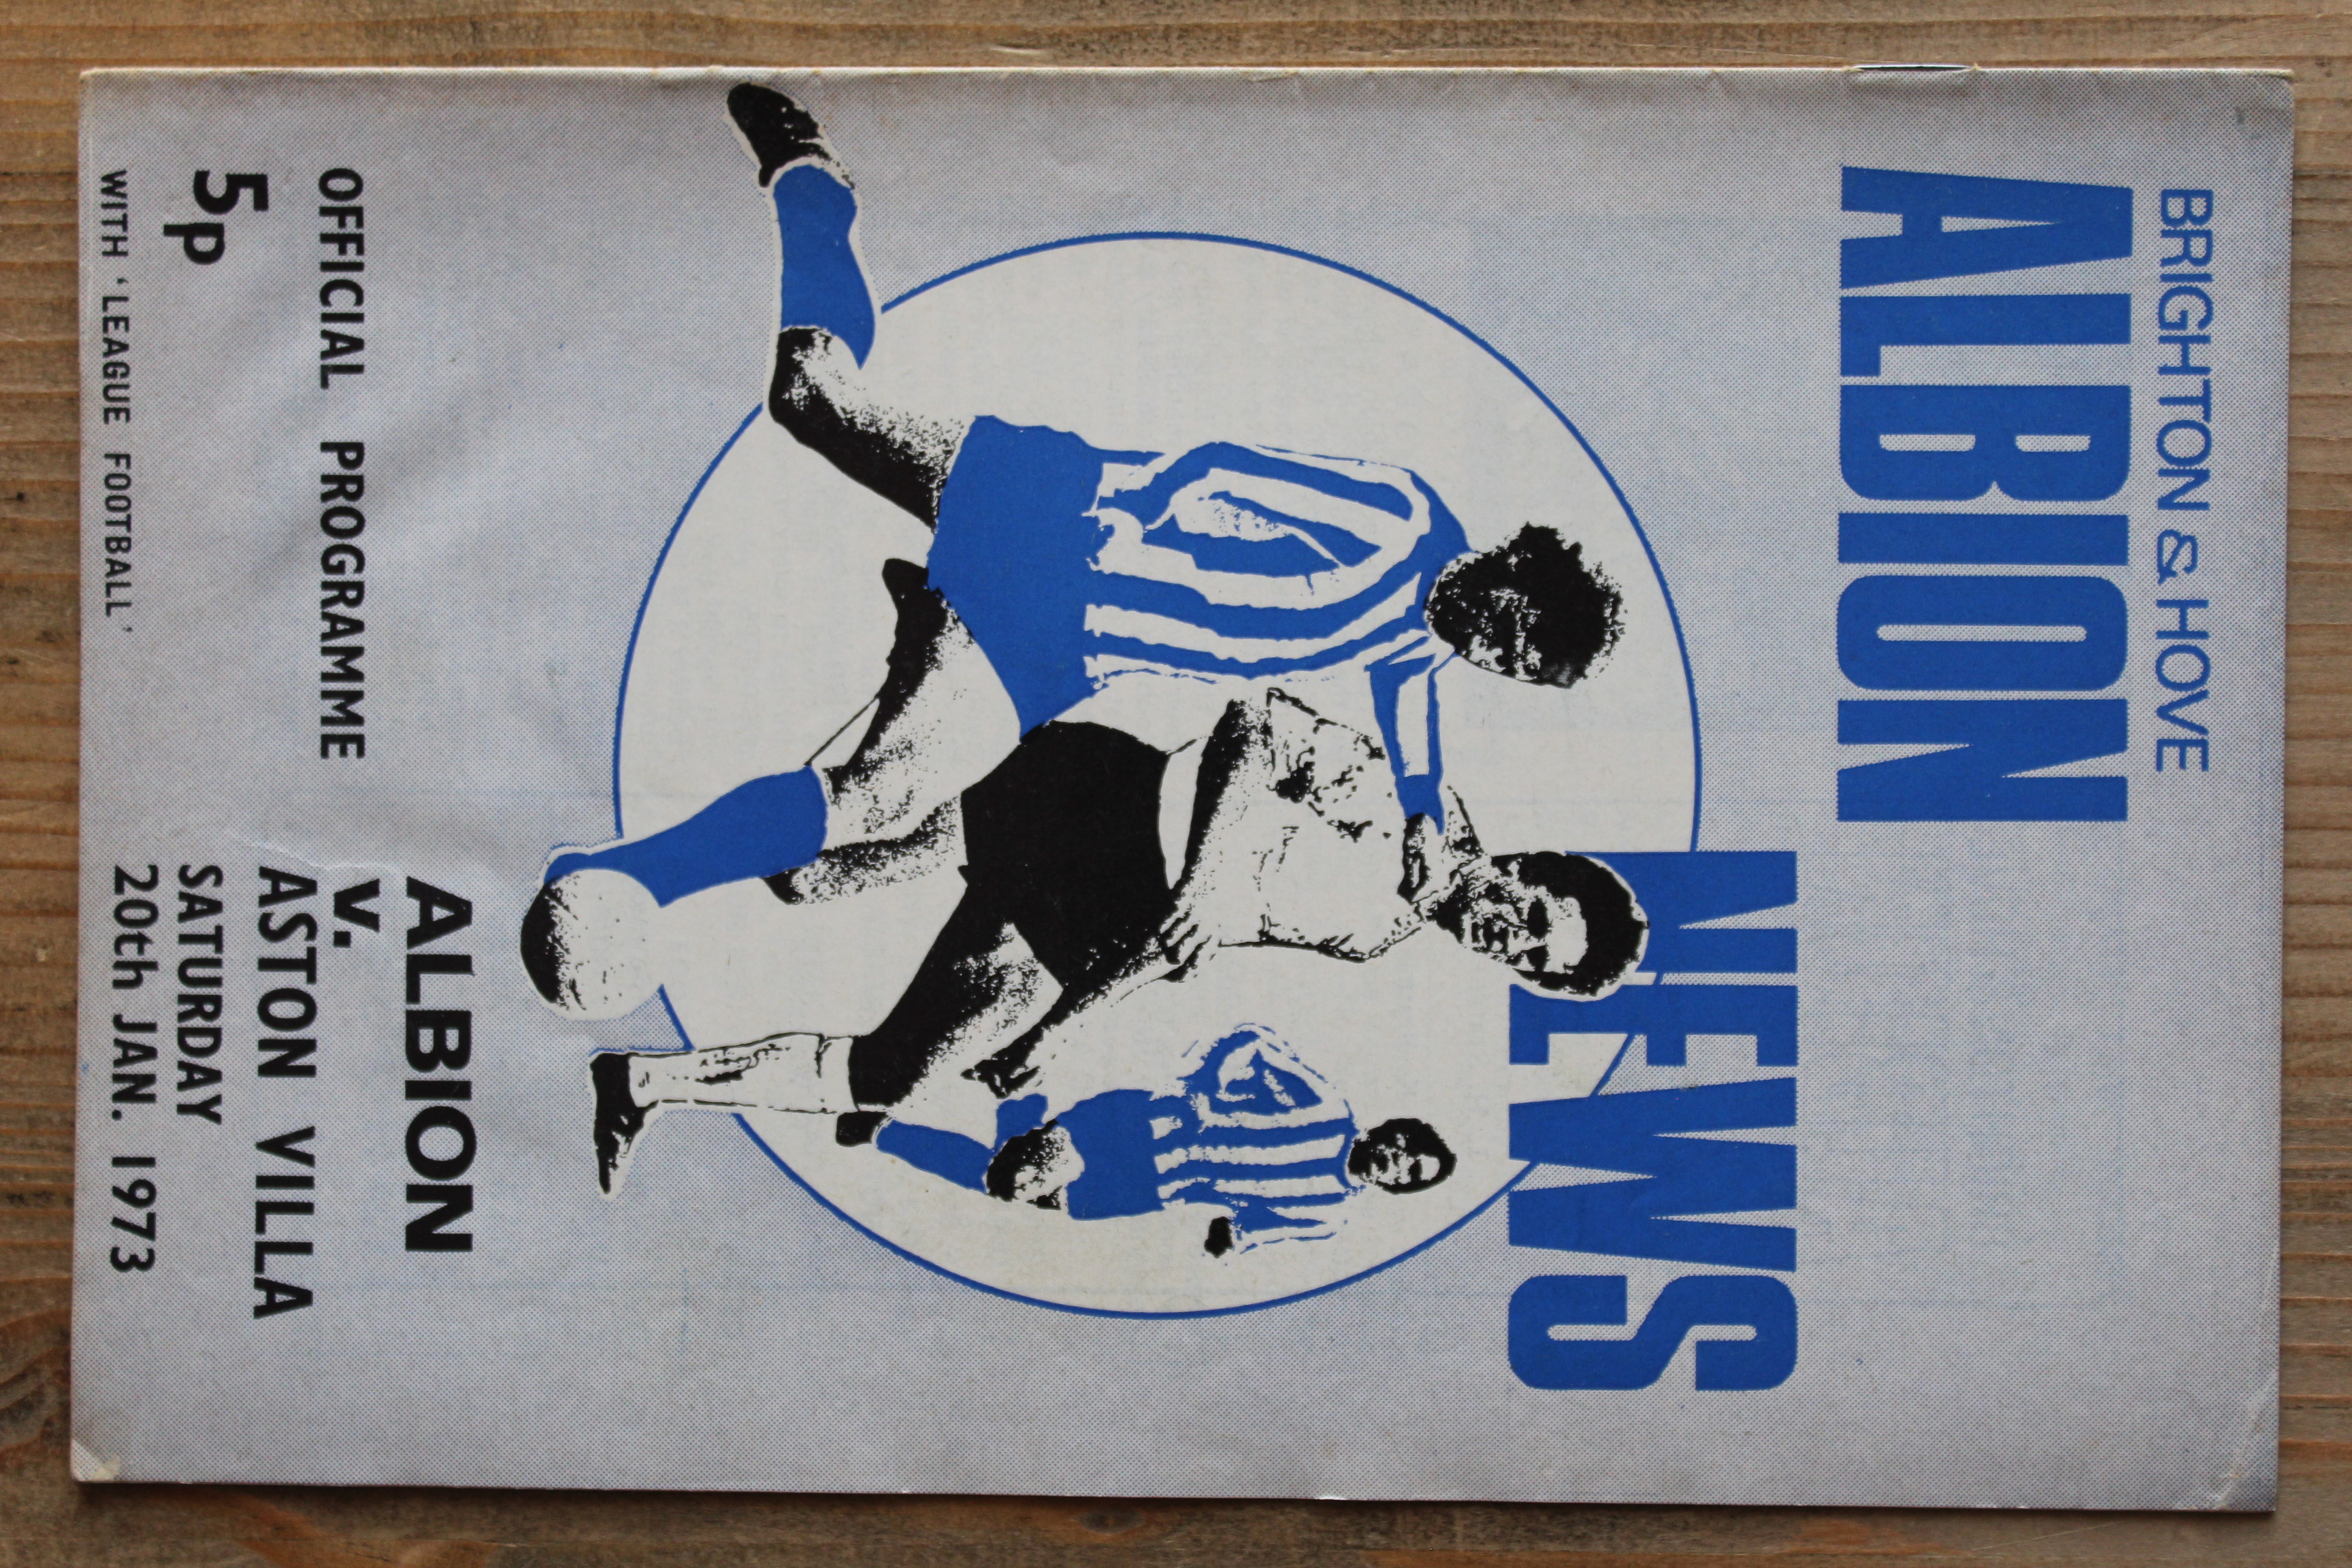 BRIGHTON & HOVE
ALBION
NEWS
ALBION
v.
ASTON VILLA
SATURDAY
20th JAN. 1973
OFFICIAL PROGRAMME
5p
WITH 'LEAGUE FOOTBALL'